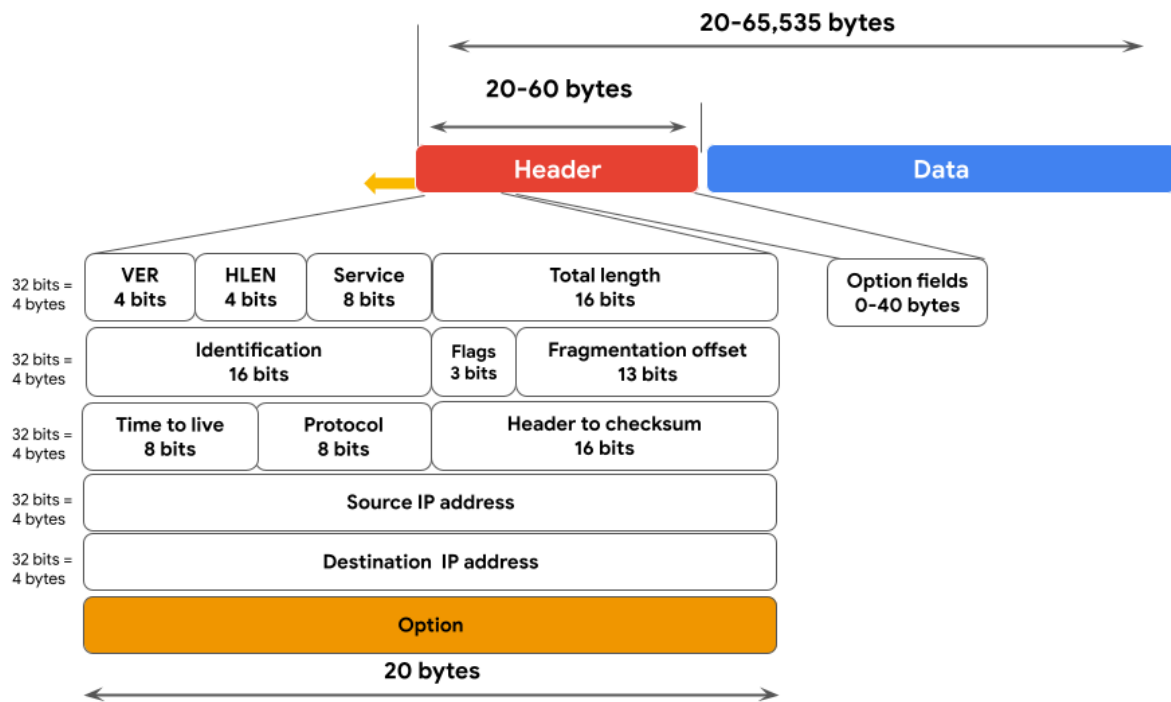 20-65,535 bytes
20-60 bytes
Header
Data
32 bits =
4 bytes
VER
4 bits
HLEN
4 bits
Service
8 bits
Total length
16 bits
Option fields
0-40 bytes
32 bits =
4 bytes
Identification
16 bits
Flags
3 bits
Fragmentation offset
13 bits
32 bits =
4 bytes
Time to live
8 bits
Protocol
8 bits
Header to checksum
16 bits
32 bits =
4 bytes
Source IP address
32 bits =
4 bytes
Destination IP address
Option
20 bytes